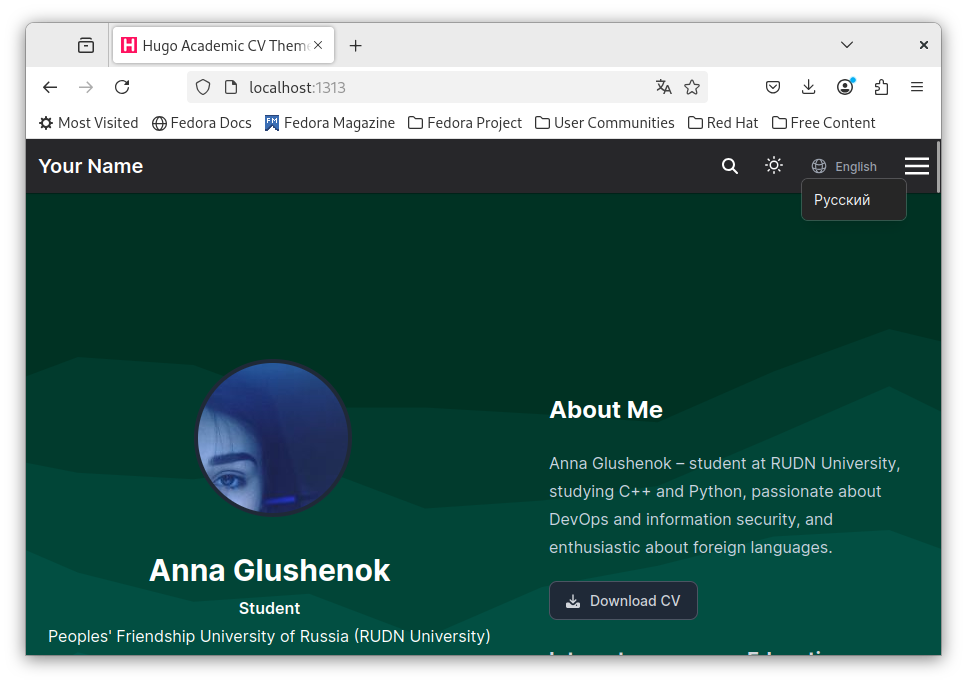 Hugo Academic CV Them
localhost:1313
Most Visited Fedora Docs Fedora Magazine Fedora Project User Communities Red Hat Free Content
Your Name English
Русский
About Me
Anna Glushenok – student at RUDN University,
studying C++ and Python, passionate about
DevOps and information security, and
enthusiastic about foreign languages.
Download CV
Anna Glushenok
Student
Peoples' Friendship University of Russia (RUDN University)